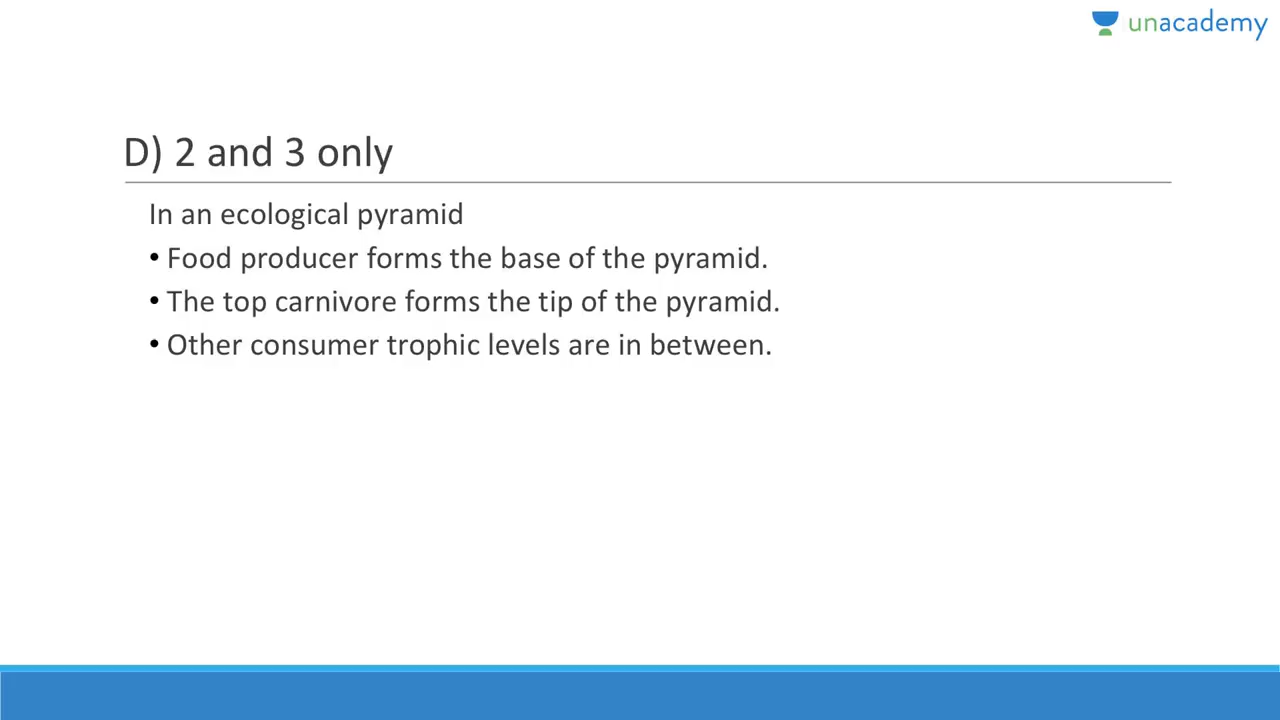 unacademy
D) 2 and 3 only
In an ecological pyramid
• Food producer forms the base of the pyramid.
• The top carnivore forms the tip of the pyramid.
• Other consumer trophic levels are in between.